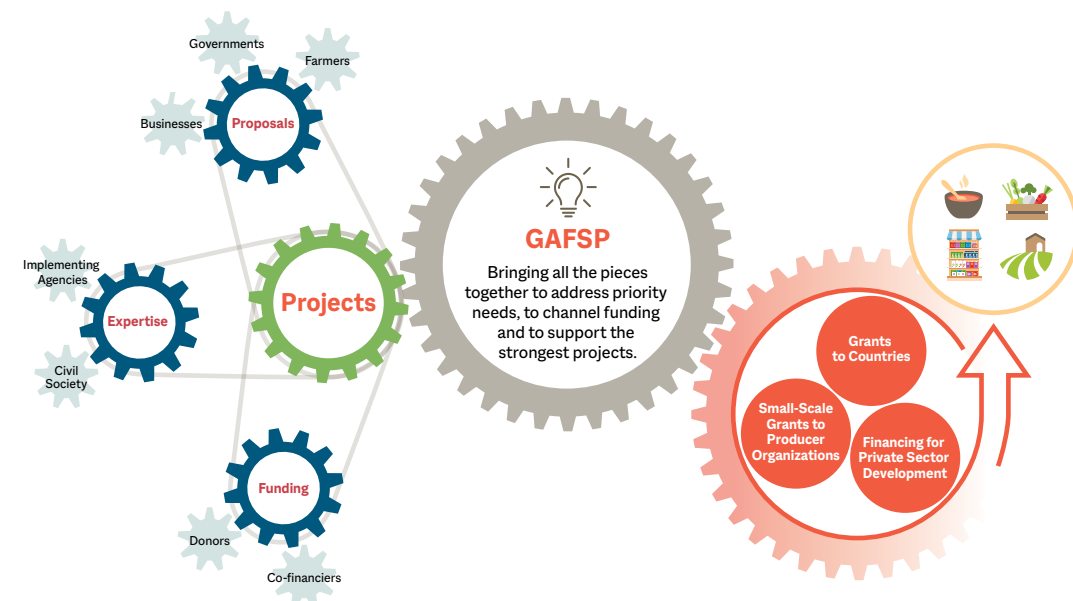 Governments
Farmers
Businesses
Proposals
Implementing
Agencies
Expertise
Civil
Society
Projects
Funding
Donors
Co-financiers
GAFSP
Bringing all the pieces
together to address priority
needs, to channel funding
and to support the
strongest projects.
Grants
to Countries
Small-Scale
Grants to
Producer
Organizations
Financing for
Private Sector
Development